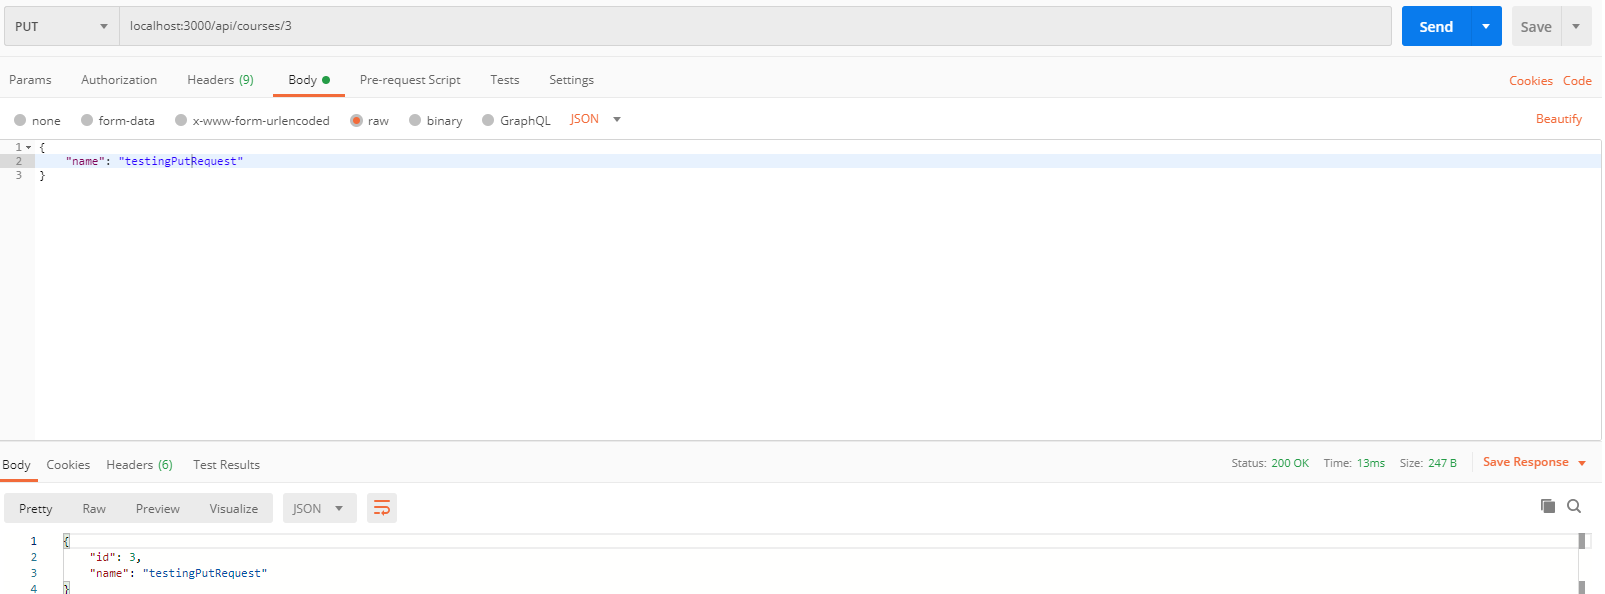 PUT localhost:3000/api/courses/3 Send Save
Params Authorization Headers (9) Body Pre-request Script Tests Settings Cookies Code
none form-data x-www-form-urlencoded raw binary GraphQL JSON Beautify
1 {
2 "name": "testingPutRequest"
3 }
Body Cookies Headers (6) Test Results Status: 200 OK Time: 13ms Size: 247 B Save Response
Pretty Raw Preview Visualize JSON
1 {
2 "id": 3,
3 "name": "testingPutRequest"
4 }